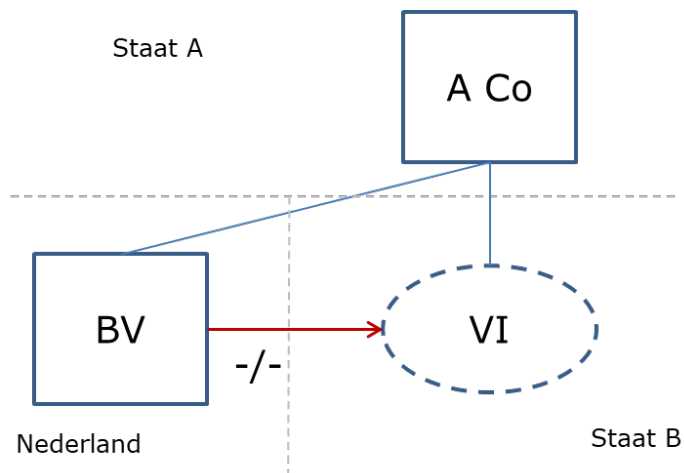 Staat A
A Co
BV
VI
-/-
Nederland
Staat B